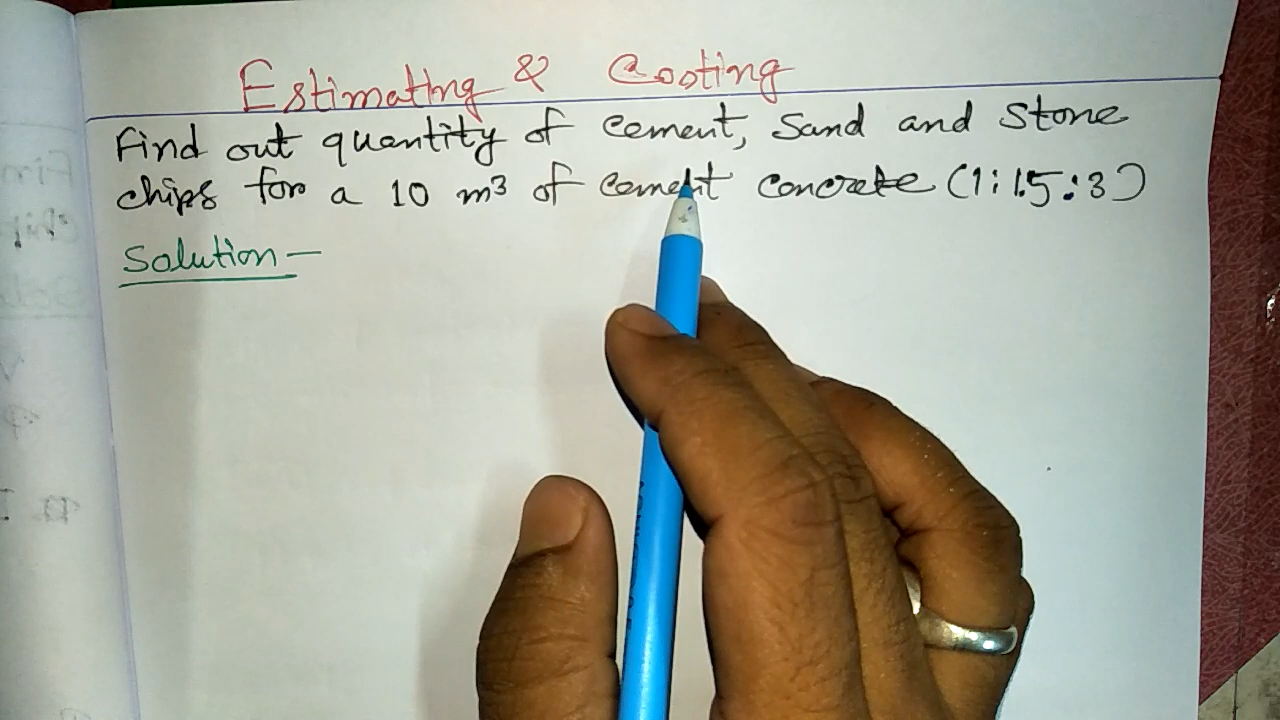 Estimating & Costing
Find out quantity of cement, Sand and Stone
chips for a 10 m³ of cement concrete (1:1.5:3)
Solution—